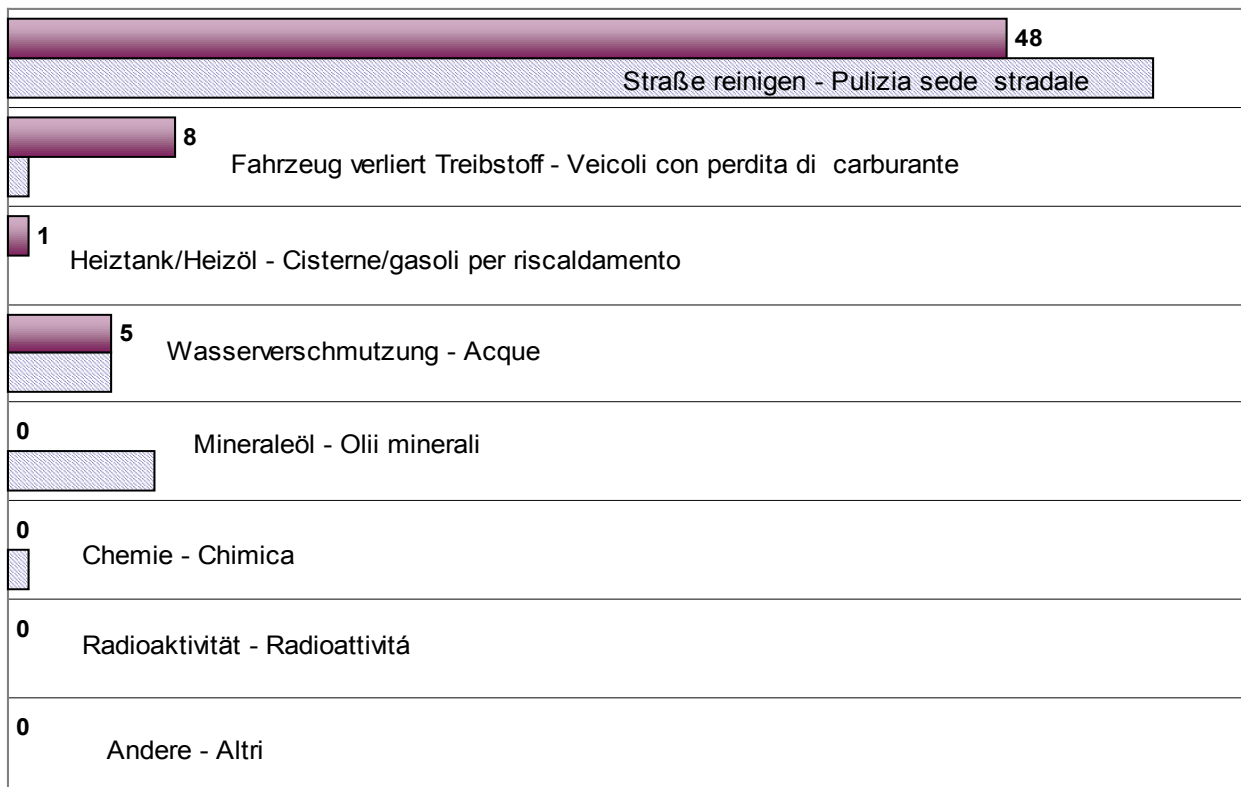 48
Straße reinigen - Pulizia sede stradale
8
Fahrzeug verliert Treibstoff - Veicoli con perdita di carburante
1
Heiztank/Heizöl - Cisterne/gasoli per riscaldamento
5
Wasserverschmutzung - Acque
0
Mineraleöl - Olii minerali
0
Chemie - Chimica
0
Radioaktivität - Radioattivitá
0
Andere - Altri